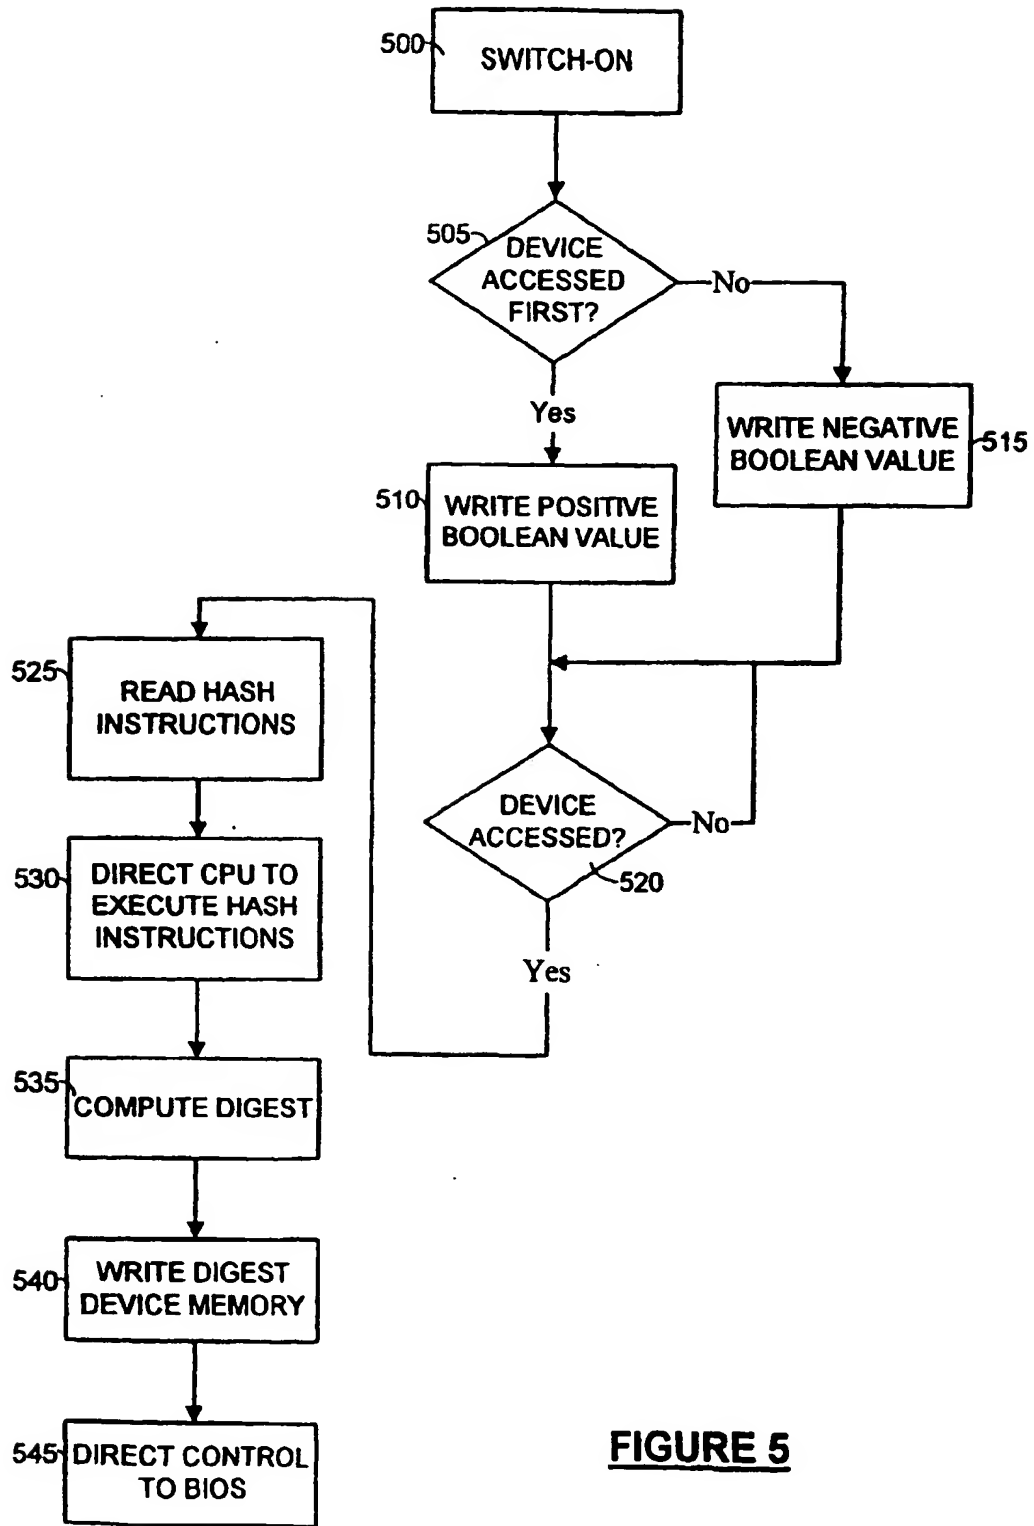 500
SWITCH-ON
505
DEVICE
ACCESSED
FIRST?
No
Yes
WRITE NEGATIVE
BOOLEAN VALUE
515
510
WRITE POSITIVE
BOOLEAN VALUE
DEVICE
ACCESSED?
No
520
Yes
525
READ HASH
INSTRUCTIONS
530
DIRECT CPU TO
EXECUTE HASH
INSTRUCTIONS
535
COMPUTE DIGEST
540
WRITE DIGEST
DEVICE MEMORY
545
DIRECT CONTROL
TO BIOS
FIGURE 5